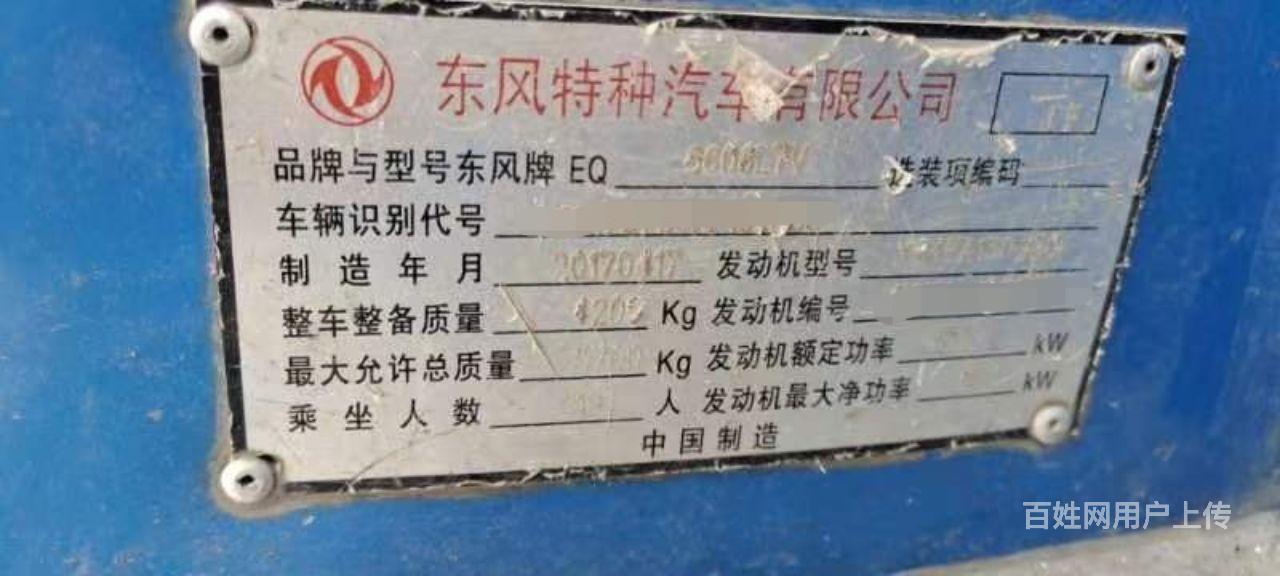 东风特种汽车有限公司
品牌与型号东风牌 EQ 选装项编码
车辆识别代号
制造年月 发动机型号
整车整备质量 4205 Kg 发动机编号
最大允许总质量 Kg 发动机额定功率 kW
乘坐人数 人 发动机最大净功率 kW
中国制造
百姓网用户上传